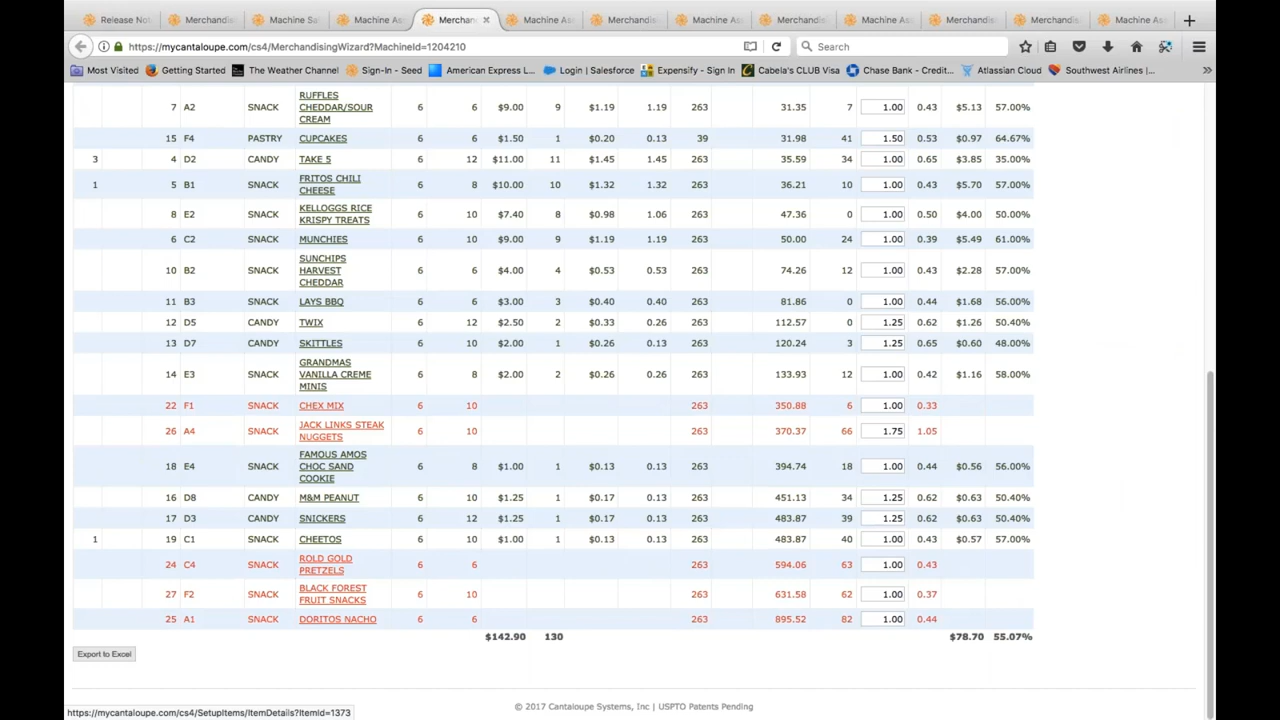 Release Not
Merchandis
Machine Sa
Machine Ass
Merchan
Machine Ass
Merchandis
Machine Ass
Merchandis
Machine Ass
Merchandis
Merchandis
Machine Ass
https://mycantaloupe.com/cs4/MerchandisingWizard?MachineId=1204210
Search
Most Visited Getting Started The Weather Channel Sign-In - Seed American Express L... Login | Salesforce Expensify - Sign In Cabela's CLUB Visa Chase Bank - Credit... Atlassian Cloud Southwest Airlines |...
RUFFLES
7 A2 SNACK CHEDDAR/SOUR 6 6 $9.00 9 $1.19 1.19 263 31.35 7 1.00 0.43 $5.13 57.00%
CREAM
15 F4 PASTRY CUPCAKES 6 6 $1.50 1 $0.20 0.13 39 31.98 41 1.50 0.53 $0.97 64.67%
3 4 D2 CANDY TAKE 5 6 12 $11.00 11 $1.45 1.45 263 35.59 34 1.00 0.65 $3.85 35.00%
FRITOS CHILI
1 5 B1 SNACK CHEESE 6 8 $10.00 10 $1.32 1.32 263 36.21 10 1.00 0.43 $5.70 57.00%
KELLOGGS RICE
8 E2 SNACK KRISPY TREATS 6 10 $7.40 8 $0.98 1.06 263 47.36 0 1.00 0.50 $4.00 50.00%
6 C2 SNACK MUNCHIES 6 10 $9.00 9 $1.19 1.19 263 50.00 24 1.00 0.39 $5.49 61.00%
SUNCHIPS
10 B2 SNACK HARVEST 6 6 $4.00 4 $0.53 0.53 263 74.26 12 1.00 0.43 $2.28 57.00%
CHEDDAR
11 B3 SNACK LAYS BBQ 6 6 $3.00 3 $0.40 0.40 263 81.86 0 1.00 0.44 $1.68 56.00%
12 D5 CANDY TWIX 6 12 $2.50 2 $0.33 0.26 263 112.57 0 1.25 0.62 $1.26 50.40%
13 D7 CANDY SKITTLES 6 10 $2.00 1 $0.26 0.13 263 120.24 3 1.25 0.65 $0.60 48.00%
GRANDMAS
14 E3 SNACK VANILLA CREME 6 8 $2.00 2 $0.26 0.26 263 133.93 12 1.00 0.42 $1.16 58.00%
MINIS
22 F1 SNACK CHEX MIX 6 10 263 350.88 6 1.00 0.33
JACK LINKS STEAK
26 A4 SNACK NUGGETS 6 10 263 370.37 66 1.75 1.05
FAMOUS AMOS
18 E4 SNACK CHOC SAND 6 8 $1.00 1 $0.13 0.13 263 394.74 18 1.00 0.44 $0.56 56.00%
COOKIE
16 D8 CANDY M&M PEANUT 6 10 $1.25 1 $0.17 0.13 263 451.13 34 1.25 0.62 $0.63 50.40%
17 D3 CANDY SNICKERS 6 12 $1.25 1 $0.17 0.13 263 483.87 39 1.25 0.62 $0.63 50.40%
1 19 C1 SNACK CHEETOS 6 10 $1.00 1 $0.13 0.13 263 483.87 40 1.00 0.43 $0.57 57.00%
ROLD GOLD
24 C4 SNACK PRETZELS 6 6 263 594.06 63 1.00 0.43
BLACK FOREST
27 F2 SNACK FRUIT SNACKS 6 10 263 631.58 62 1.00 0.37
25 A1 SNACK DORITOS NACHO 6 6 263 895.52 82 1.00 0.44
$142.90 130 $78.70 55.07%
Export to Excel
© 2017 Cantaloupe Systems, Inc | USPTO Patents Pending
https://mycantaloupe.com/cs4/SetupItems/ItemDetails?ItemId=1373